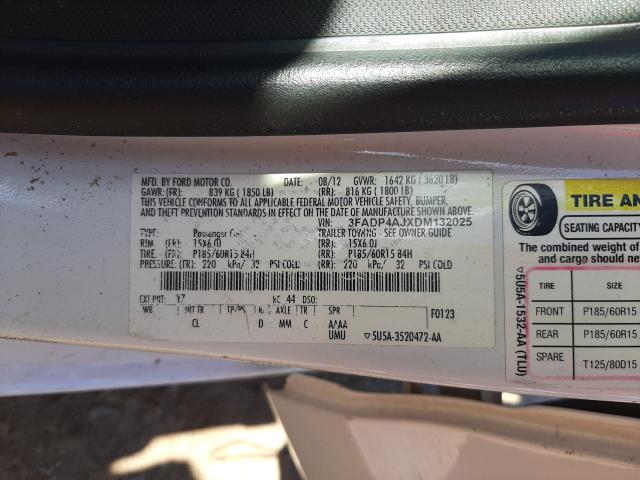 MFD. BY FORD MOTOR CO. DATE: 08/12 GVWR: 1642 KG ( 3620 LB)
GAWR: (FR): 839 KG ( 1850 LB) (RR): 816 KG ( 1800 LB)
THIS VEHICLE CONFORMS TO ALL APPLICABLE FEDERAL MOTOR VEHICLE SAFETY, BUMPER,
AND THEFT PREVENTION STANDARDS IN EFFECT ON THE DATE OF MANUFACTURE SHOWN ABOVE.
VIN: 3FADP4AJXDM132025
TYPE: Passenger Car TRAILER TOWING - SEE OWNER GUIDE
RIM: (FR): 15X6.0J (RR): 15X6.0J
TIRE: (FR): P185/60R15 84H (RR): P185/60R15 84H
PRESSURE: (FR): 220 kPa/ 32 PSI COLD (RR): 220 kPa/ 32 PSI COLD
EXT PNT: YZ RC: 44 DSO:
WB INT TR TP/PS R AXLE TR SPR F0123
CL D MM C AAAA
UMU ▽5U5A-3520472-AA
TIRE AN
SEATING CAPACITY
The combined weight of
and cargo should ne
TIRE SIZE
FRONT P185/60R15
REAR P185/60R15
SPARE T125/80D15
▽5U5A-1532-AA (TLU)